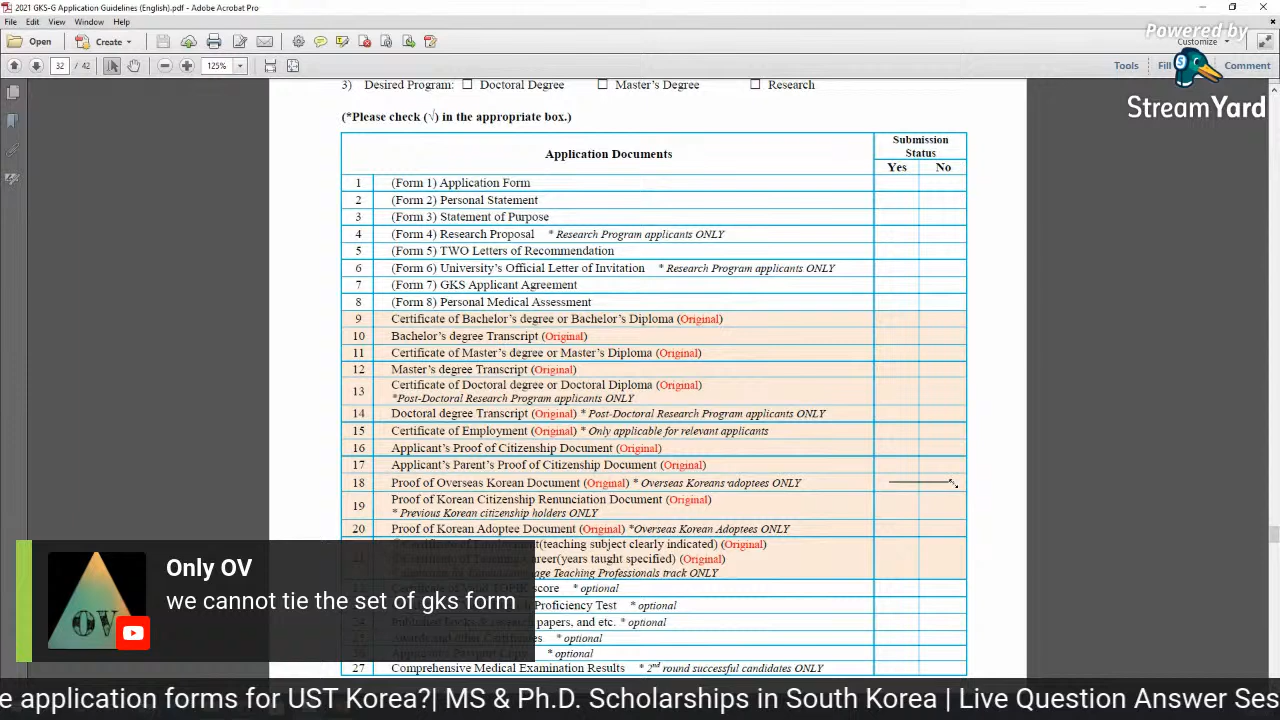 2021 GKS-G Application Guidelines (English).pdf - Adobe Acrobat Pro
File Edit View Window Help
Open Create Customize
32 / 42 125% Tools Fill Comment
Powered by
StreamYard
3) Desired Program: ☐ Doctoral Degree ☐ Master's Degree ☐ Research
(*Please check (√) in the appropriate box.)
Application Documents
Submission
Status
Yes No
1 (Form 1) Application Form
2 (Form 2) Personal Statement
3 (Form 3) Statement of Purpose
4 (Form 4) Research Proposal * Research Program applicants ONLY
5 (Form 5) TWO Letters of Recommendation
6 (Form 6) University's Official Letter of Invitation * Research Program applicants ONLY
7 (Form 7) GKS Applicant Agreement
8 (Form 8) Personal Medical Assessment
9 Certificate of Bachelor's degree or Bachelor's Diploma (Original)
10 Bachelor's degree Transcript (Original)
11 Certificate of Master's degree or Master's Diploma (Original)
12 Master's degree Transcript (Original)
13 Certificate of Doctoral degree or Doctoral Diploma (Original)
*Post-Doctoral Research Program applicants ONLY
14 Doctoral degree Transcript (Original) * Post-Doctoral Research Program applicants ONLY
15 Certificate of Employment (Original) * Only applicable for relevant applicants
16 Applicant's Proof of Citizenship Document (Original)
17 Applicant's Parent's Proof of Citizenship Document (Original)
18 Proof of Overseas Korean Document (Original) * Overseas Koreans adoptees ONLY
19 Proof of Korean Citizenship Renunciation Document (Original)
* Previous Korean citizenship holders ONLY
20 Proof of Korean Adoptee Document (Original) *Overseas Korean Adoptees ONLY
(teaching subject clearly indicated) (Original)
(years taught specified) (Original)
Teaching Professionals track ONLY
score * optional
Proficiency Test * optional
papers, and etc. * optional
* optional
* optional
27 Comprehensive Medical Examination Results * 2nd round successful candidates ONLY
OV
Only OV
we cannot tie the set of gks form
e application forms for UST Korea?| MS & Ph.D. Scholarships in South Korea | Live Question Answer Ses